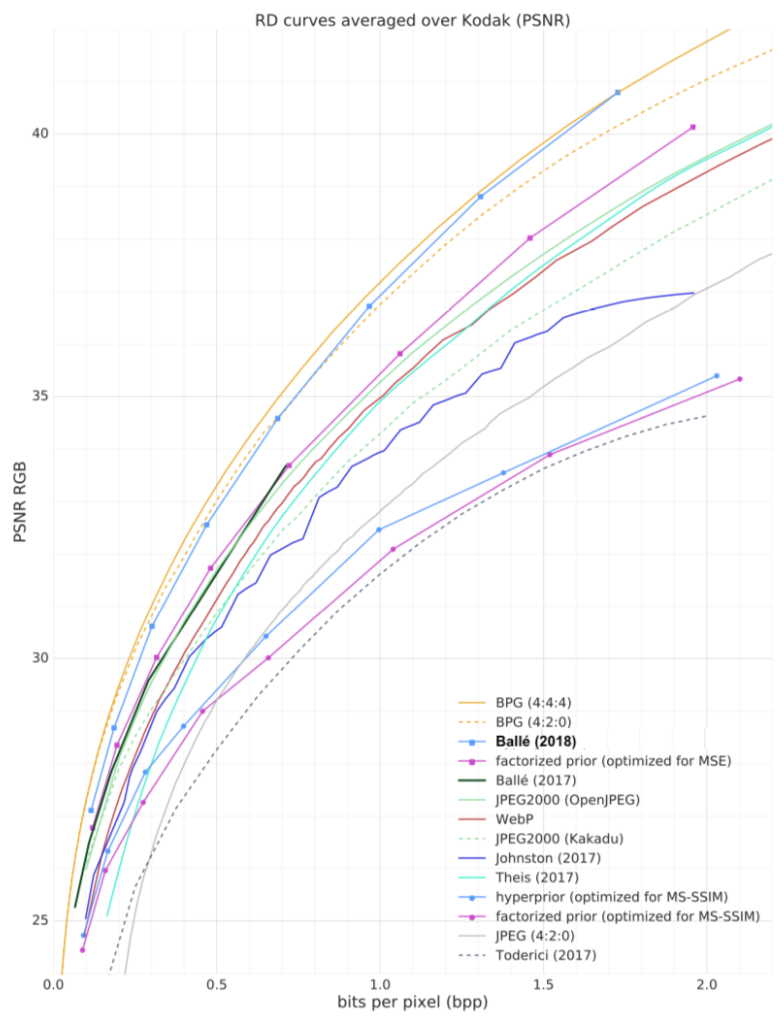 RD curves averaged over Kodak (PSNR)
40
35
30
25
PSNR RGB
BPG (4:4:4)
BPG (4:2:0)
Ballé (2018)
factorized prior (optimized for MSE)
Ballé (2017)
JPEG2000 (OpenJPEG)
WebP
JPEG2000 (Kakadu)
Johnston (2017)
Theis (2017)
hyperprior (optimized for MS-SSIM)
factorized prior (optimized for MS-SSIM)
JPEG (4:2:0)
Toderici (2017)
0.0 0.5 1.0 1.5 2.0
bits per pixel (bpp)